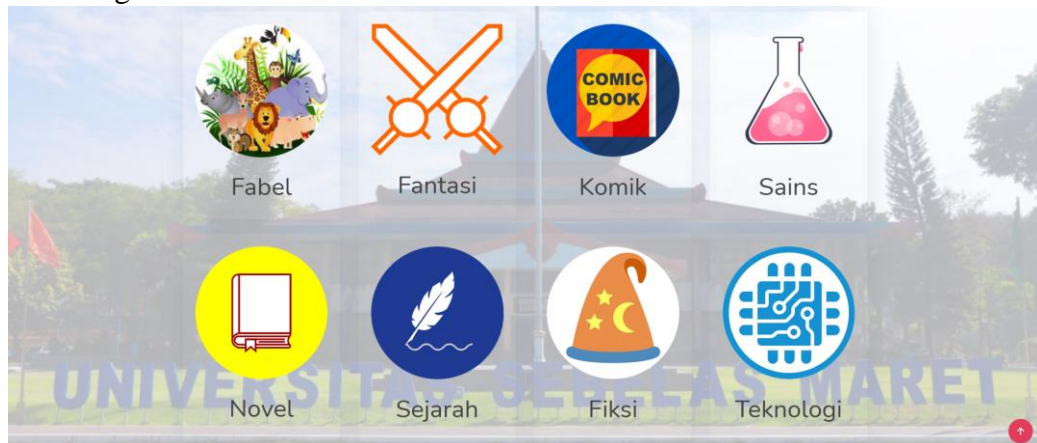 COMIC
BOOK
Fabel
Fantasi
Komik
Sains
UNIVERSITAS SEBELAS MARET
Novel
Sejarah
Fiksi
Teknologi